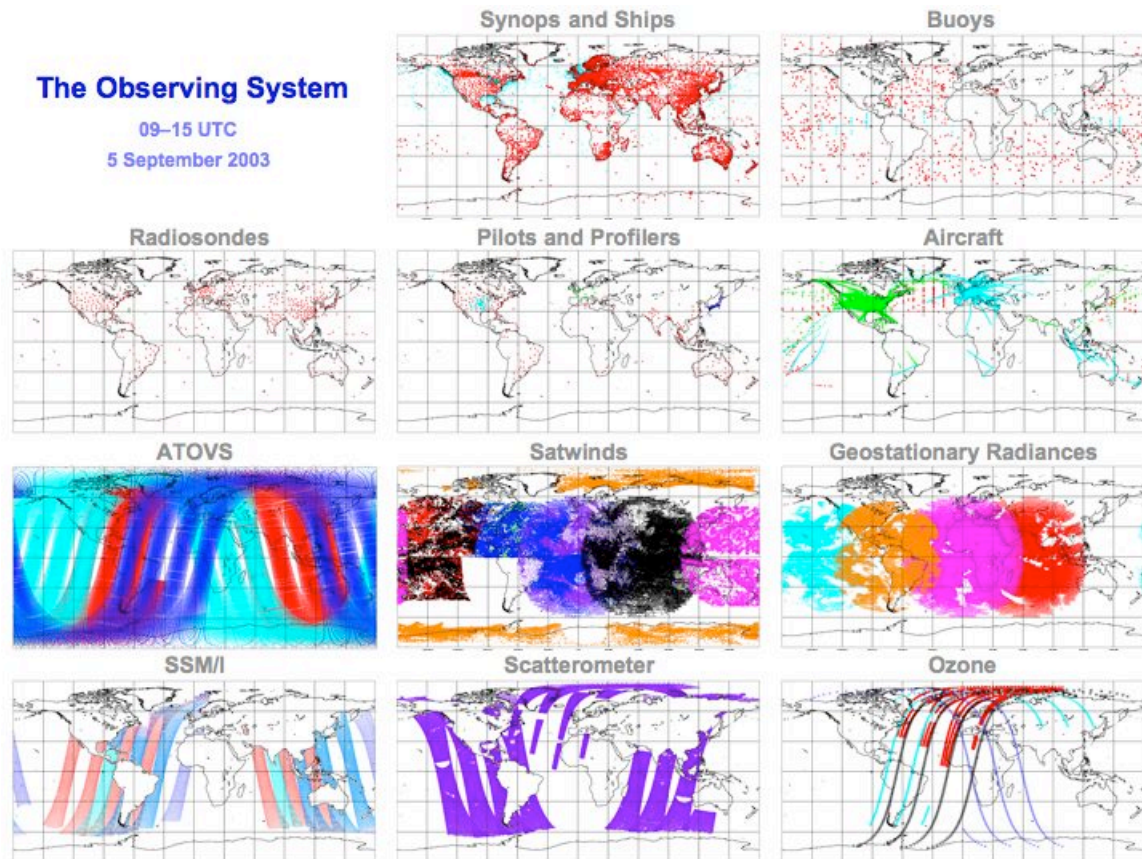 The Observing System
09–15 UTC
5 September 2003
Synops and Ships
Buoys
Radiosondes
Pilots and Profilers
Aircraft
ATOVS
Satwinds
Geostationary Radiances
SSM/I
Scatterometer
Ozone